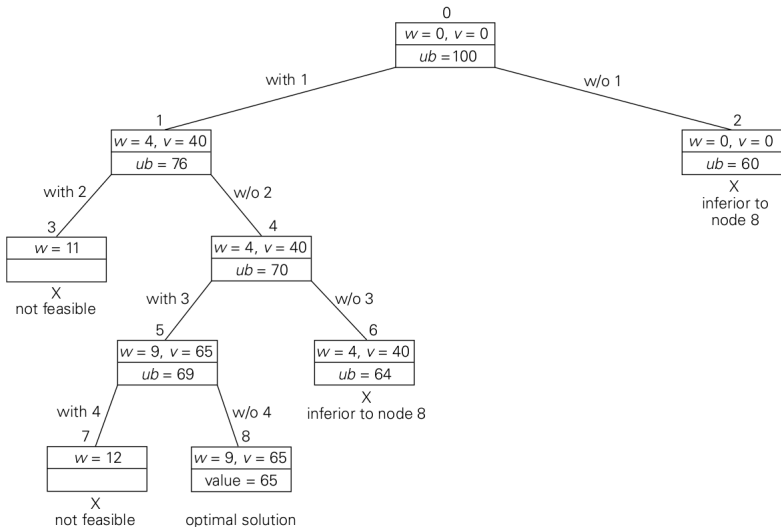 0
w = 0, v = 0
ub = 100
with 1
w/o 1
1
w = 4, v = 40
ub = 76
2
w = 0, v = 0
ub = 60
X
inferior to
node 8
with 2
w/o 2
3
w = 11
X
not feasible
4
w = 4, v = 40
ub = 70
with 3
w/o 3
5
w = 9, v = 65
ub = 69
6
w = 4, v = 40
ub = 64
X
inferior to node 8
with 4
w/o 4
7
w = 12
X
not feasible
8
w = 9, v = 65
value = 65
optimal solution